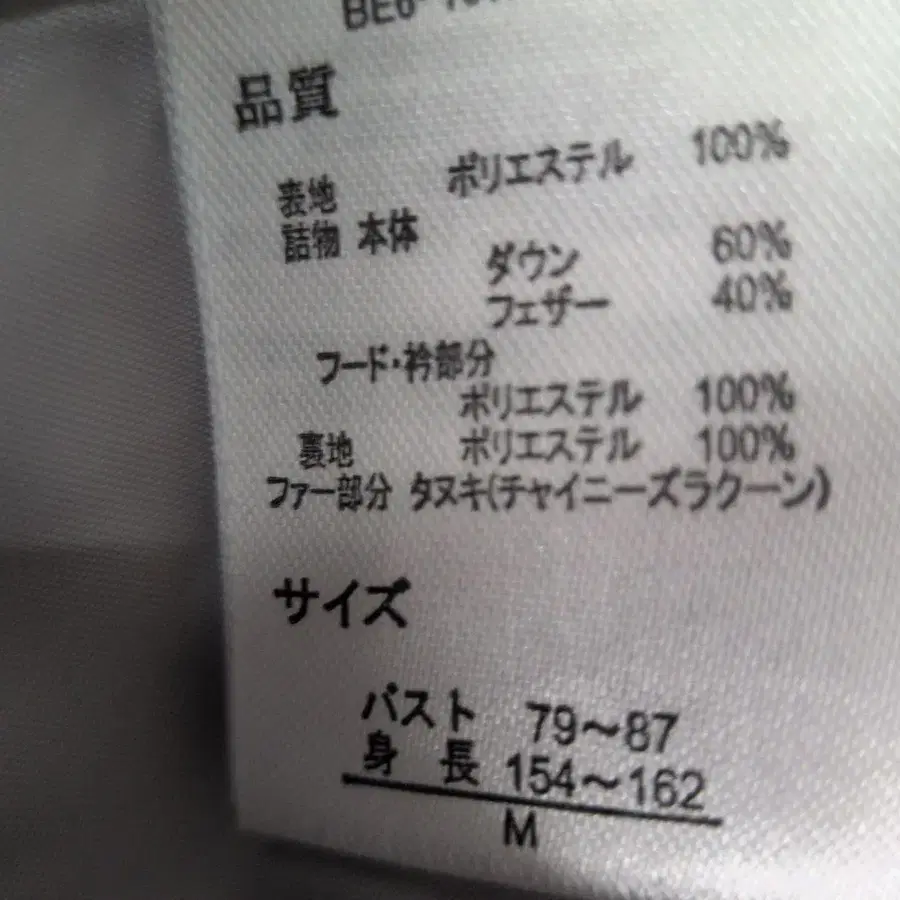 品質
表地 ポリエステル 100%
詰物 本体
ダウン 60%
フェザー 40%
フード・衿部分
ポリエステル 100%
裏地 ポリエステル 100%
ファー部分 タヌキ(チャイニーズラクーン)
サイズ
バスト 79～87
身長 154～162
M